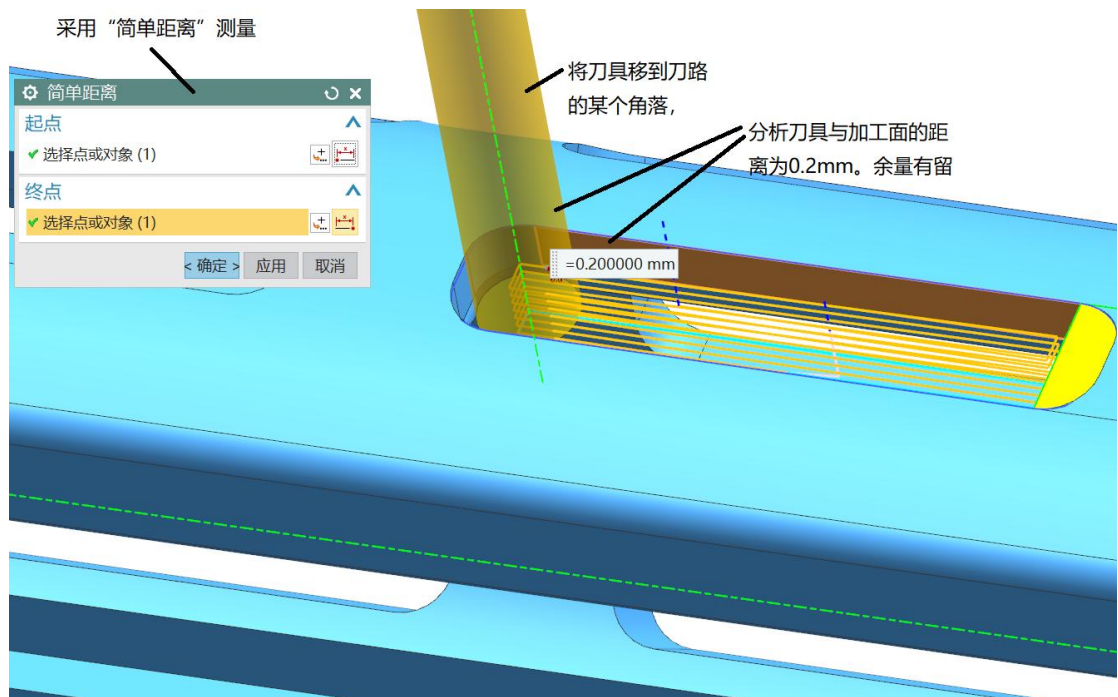 采用“简单距离”测量
简单距离
起点
选择点或对象 (1)
终点
选择点或对象 (1)
< 确定 >
应用
取消
将刀具移到刀路
的某个角落，
分析刀具与加工面的距
离为0.2mm。余量有留
=0.200000 mm